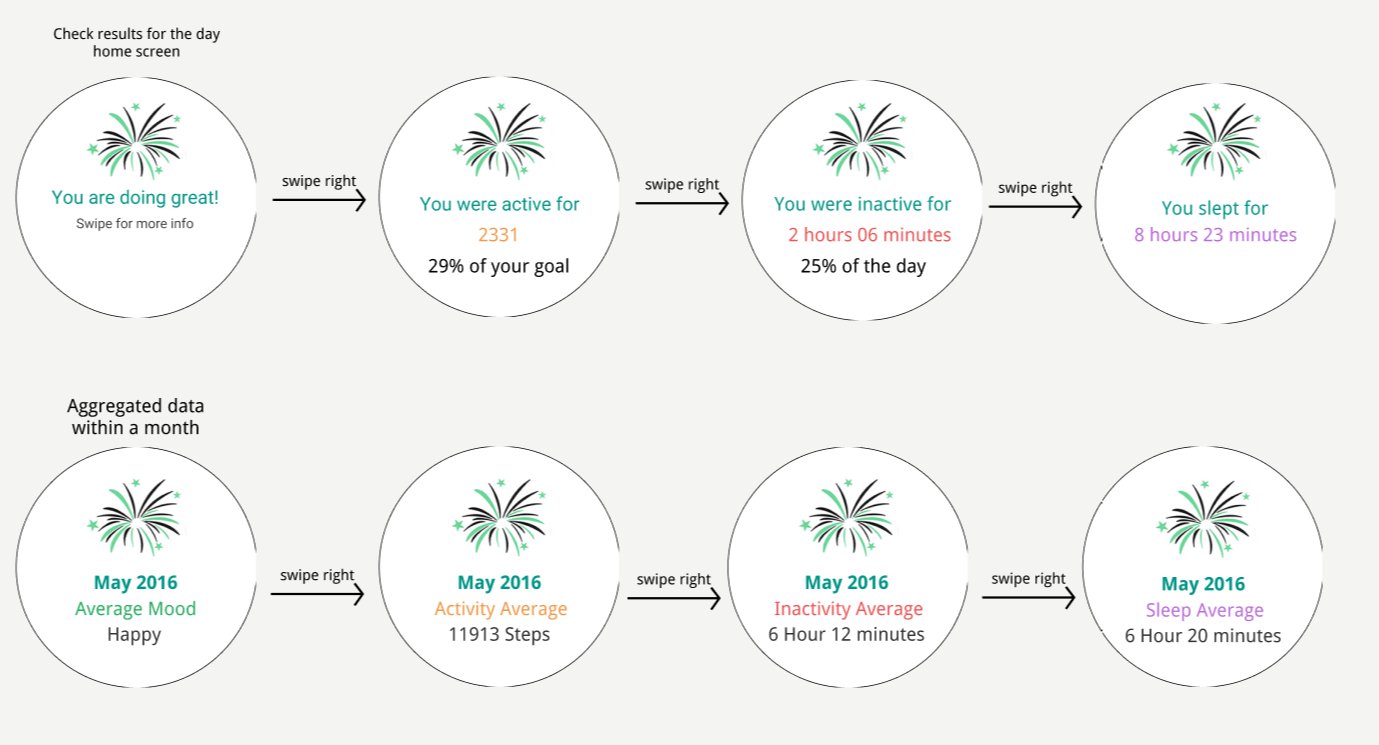 Check results for the day
home screen
You are doing great!
Swipe for more info
swipe right
You were active for
2331
29% of your goal
swipe right
You were inactive for
2 hours 06 minutes
25% of the day
swipe right
You slept for
8 hours 23 minutes
Aggregated data
within a month
May 2016
Average Mood
Happy
swipe right
May 2016
Activity Average
11913 Steps
swipe right
May 2016
Inactivity Average
6 Hour 12 minutes
swipe right
May 2016
Sleep Average
6 Hour 20 minutes